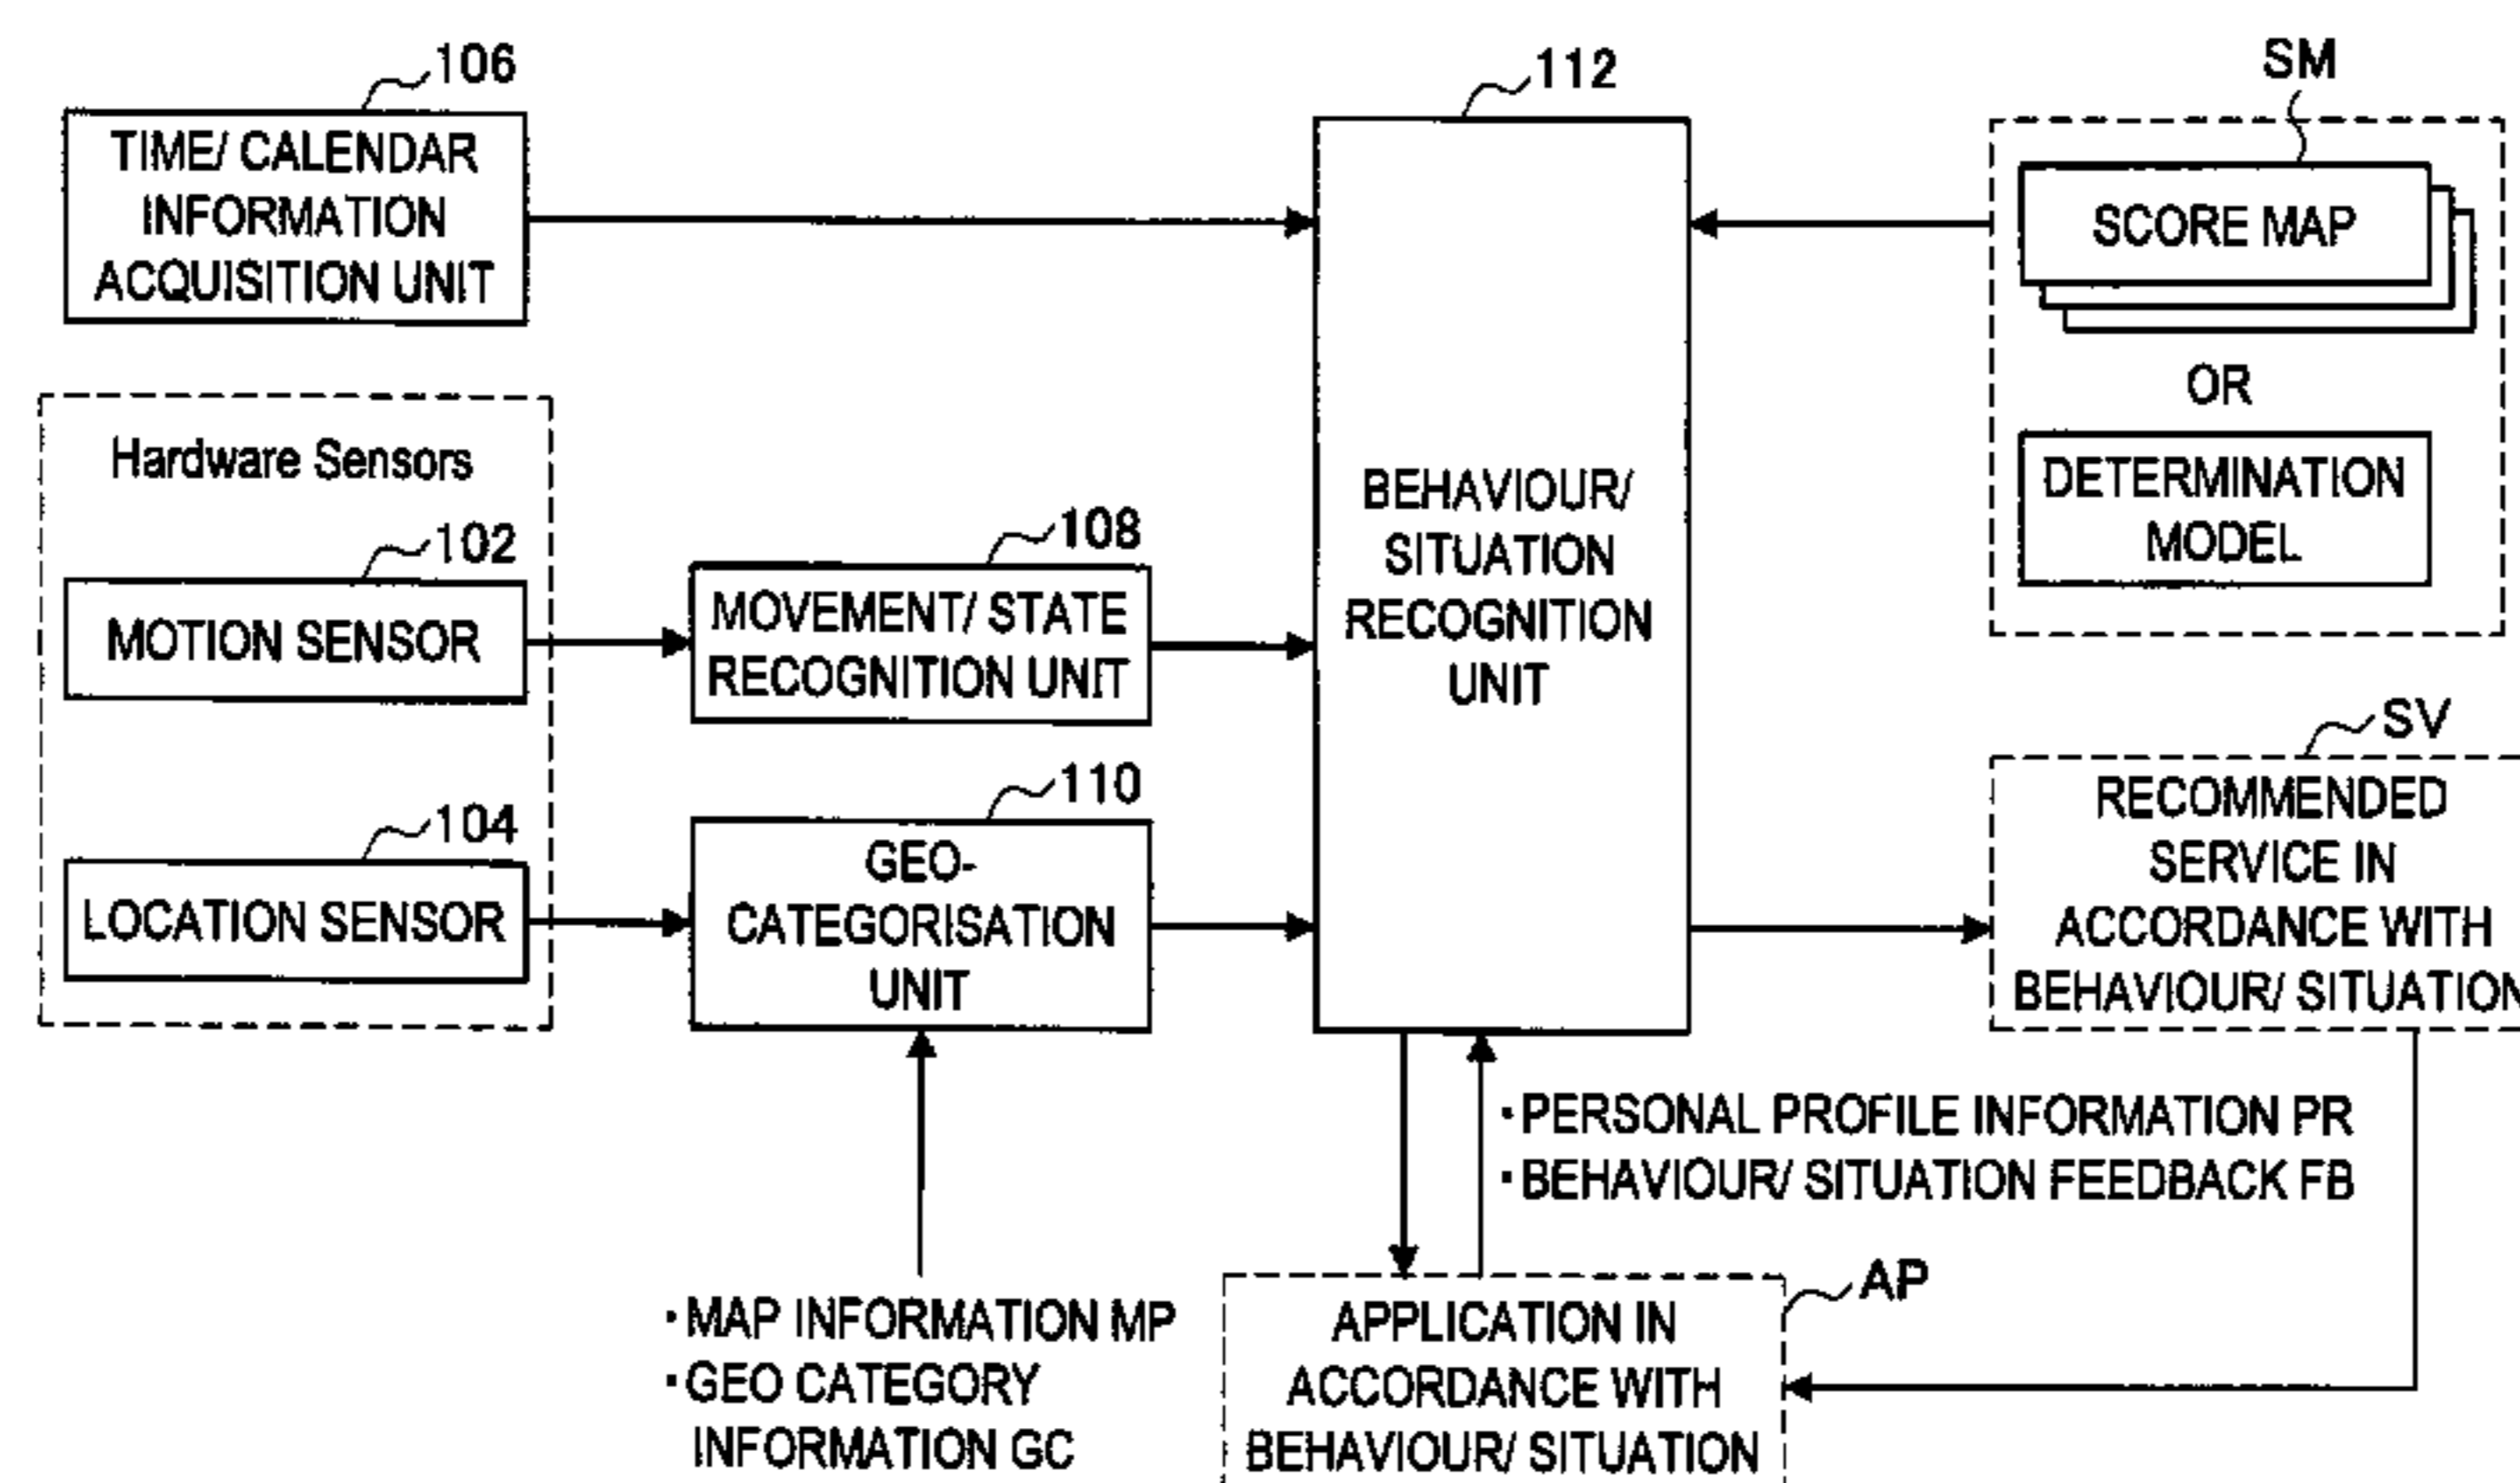 106
TIME/ CALENDAR
INFORMATION
ACQUISITION UNIT
112
BEHAVIOUR/
SITUATION
RECOGNITION
UNIT
SM
SCORE MAP
OR
DETERMINATION
MODEL
Hardware Sensors
102
MOTION SENSOR
108
MOVEMENT/ STATE
RECOGNITION UNIT
104
LOCATION SENSOR
110
GEO-
CATEGORISATION
UNIT
SV
RECOMMENDED
SERVICE IN
ACCORDANCE WITH
BEHAVIOUR/ SITUATION
・PERSONAL PROFILE INFORMATION PR
・BEHAVIOUR/ SITUATION FEEDBACK FB
・MAP INFORMATION MP
・GEO CATEGORY
INFORMATION GC
AP
APPLICATION IN
ACCORDANCE WITH
BEHAVIOUR/ SITUATION